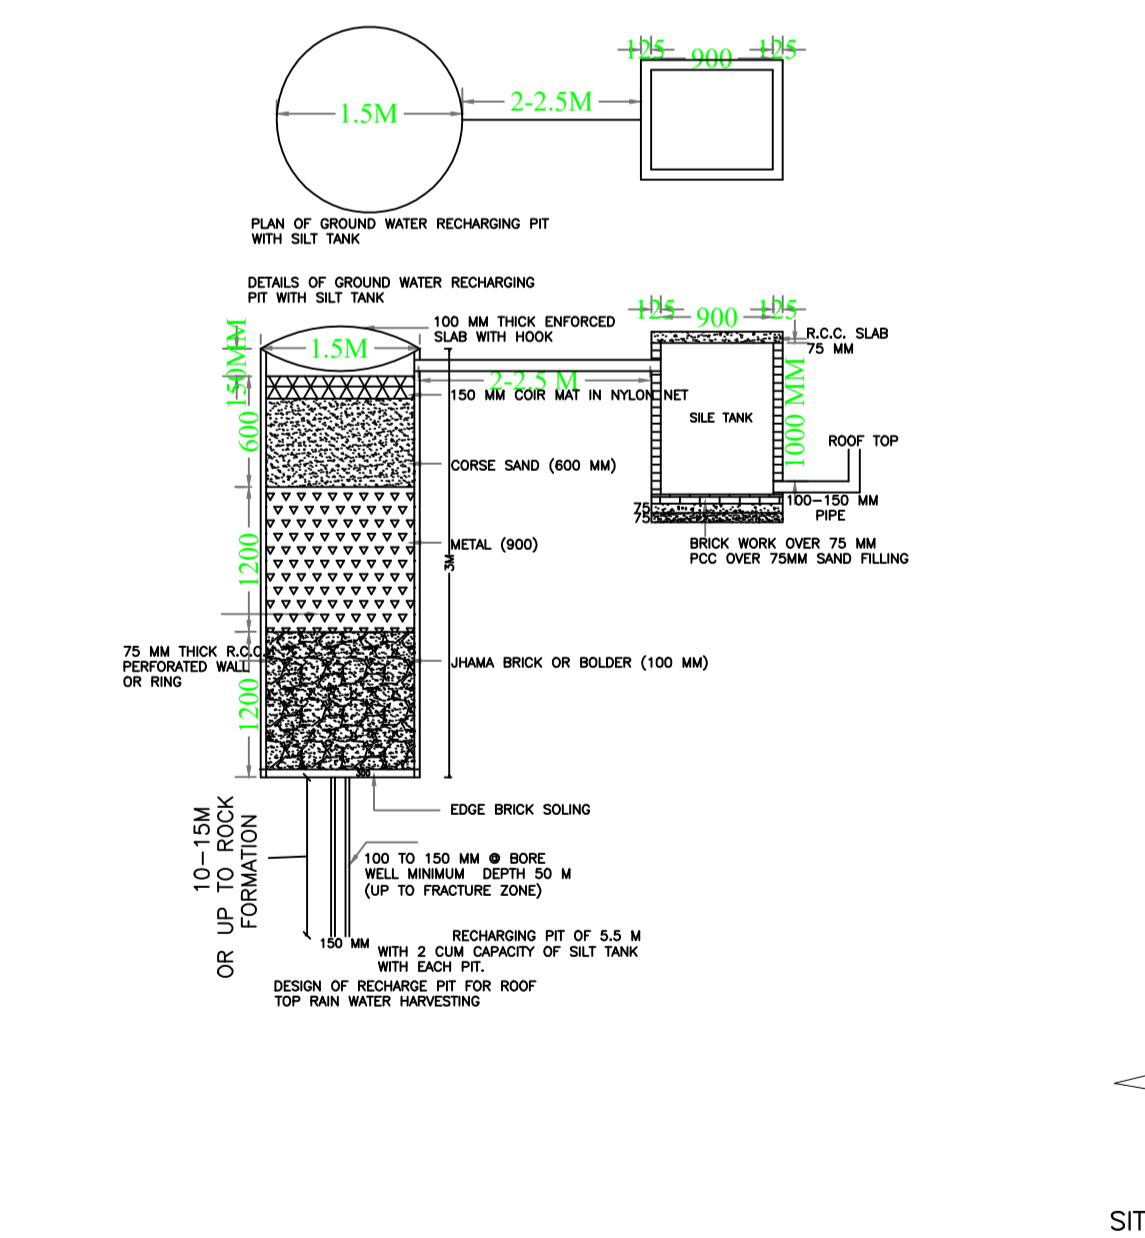 125
900
125
1.5M
2-2.5M
PLAN OF GROUND WATER RECHARGING PIT
WITH SILT TANK
DETAILS OF GROUND WATER RECHARGING
PIT WITH SILT TANK
125
900
125
100 MM THICK ENFORCED
SLAB WITH HOOK
R.C.C. SLAB
75 MM
150MM
1.5M
2-2.5 M
150 MM COIR MAT IN NYLON NET
SILE TANK
1000 MM
600
ROOF TOP
CORSE SAND (600 MM)
100-150 MM
PIPE
75
75
METAL (900)
BRICK WORK OVER 75 MM
PCC OVER 75MM SAND FILLING
1200
3M
75 MM THICK R.C.C.
PERFORATED WALL
OR RING
JHAMA BRICK OR BOLDER (100 MM)
1200
300
EDGE BRICK SOLING
10-15M
OR UP TO ROCK
FORMATION
100 TO 150 MM @ BORE
WELL MINIMUM DEPTH 50 M
(UP TO FRACTURE ZONE)
150 MM
RECHARGING PIT OF 5.5 M
WITH 2 CUM CAPACITY OF SILT TANK
WITH EACH PIT.
DESIGN OF RECHARGE PIT FOR ROOF
TOP RAIN WATER HARVESTING
SIT